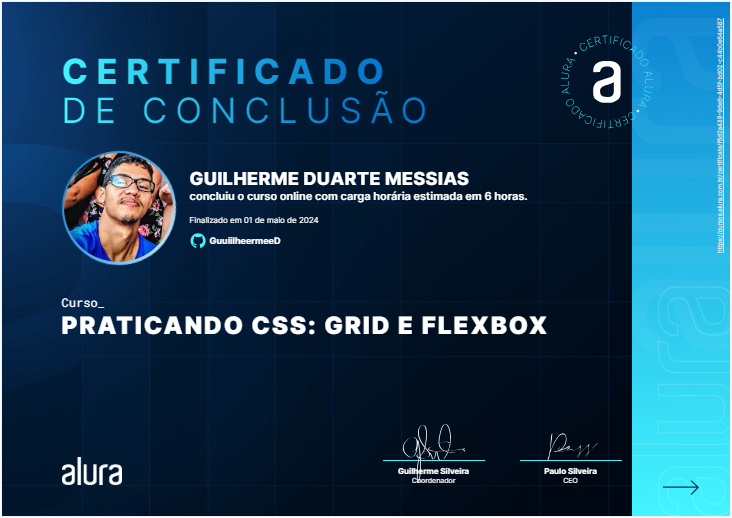 CERTIFICADO
DE CONCLUSÃO
CERTIFICADO ALURA • CERTIFICADO ALURA •
a
GUILHERME DUARTE MESSIAS
concluiu o curso online com carga horária estimada em 6 horas.
Finalizado em 01 de maio de 2024
GuuiilheermeeD
Curso_
PRATICANDO CSS: GRID E FLEXBOX
alura
Guilherme Silveira
Coordenador
Paulo Silveira
CEO
alura